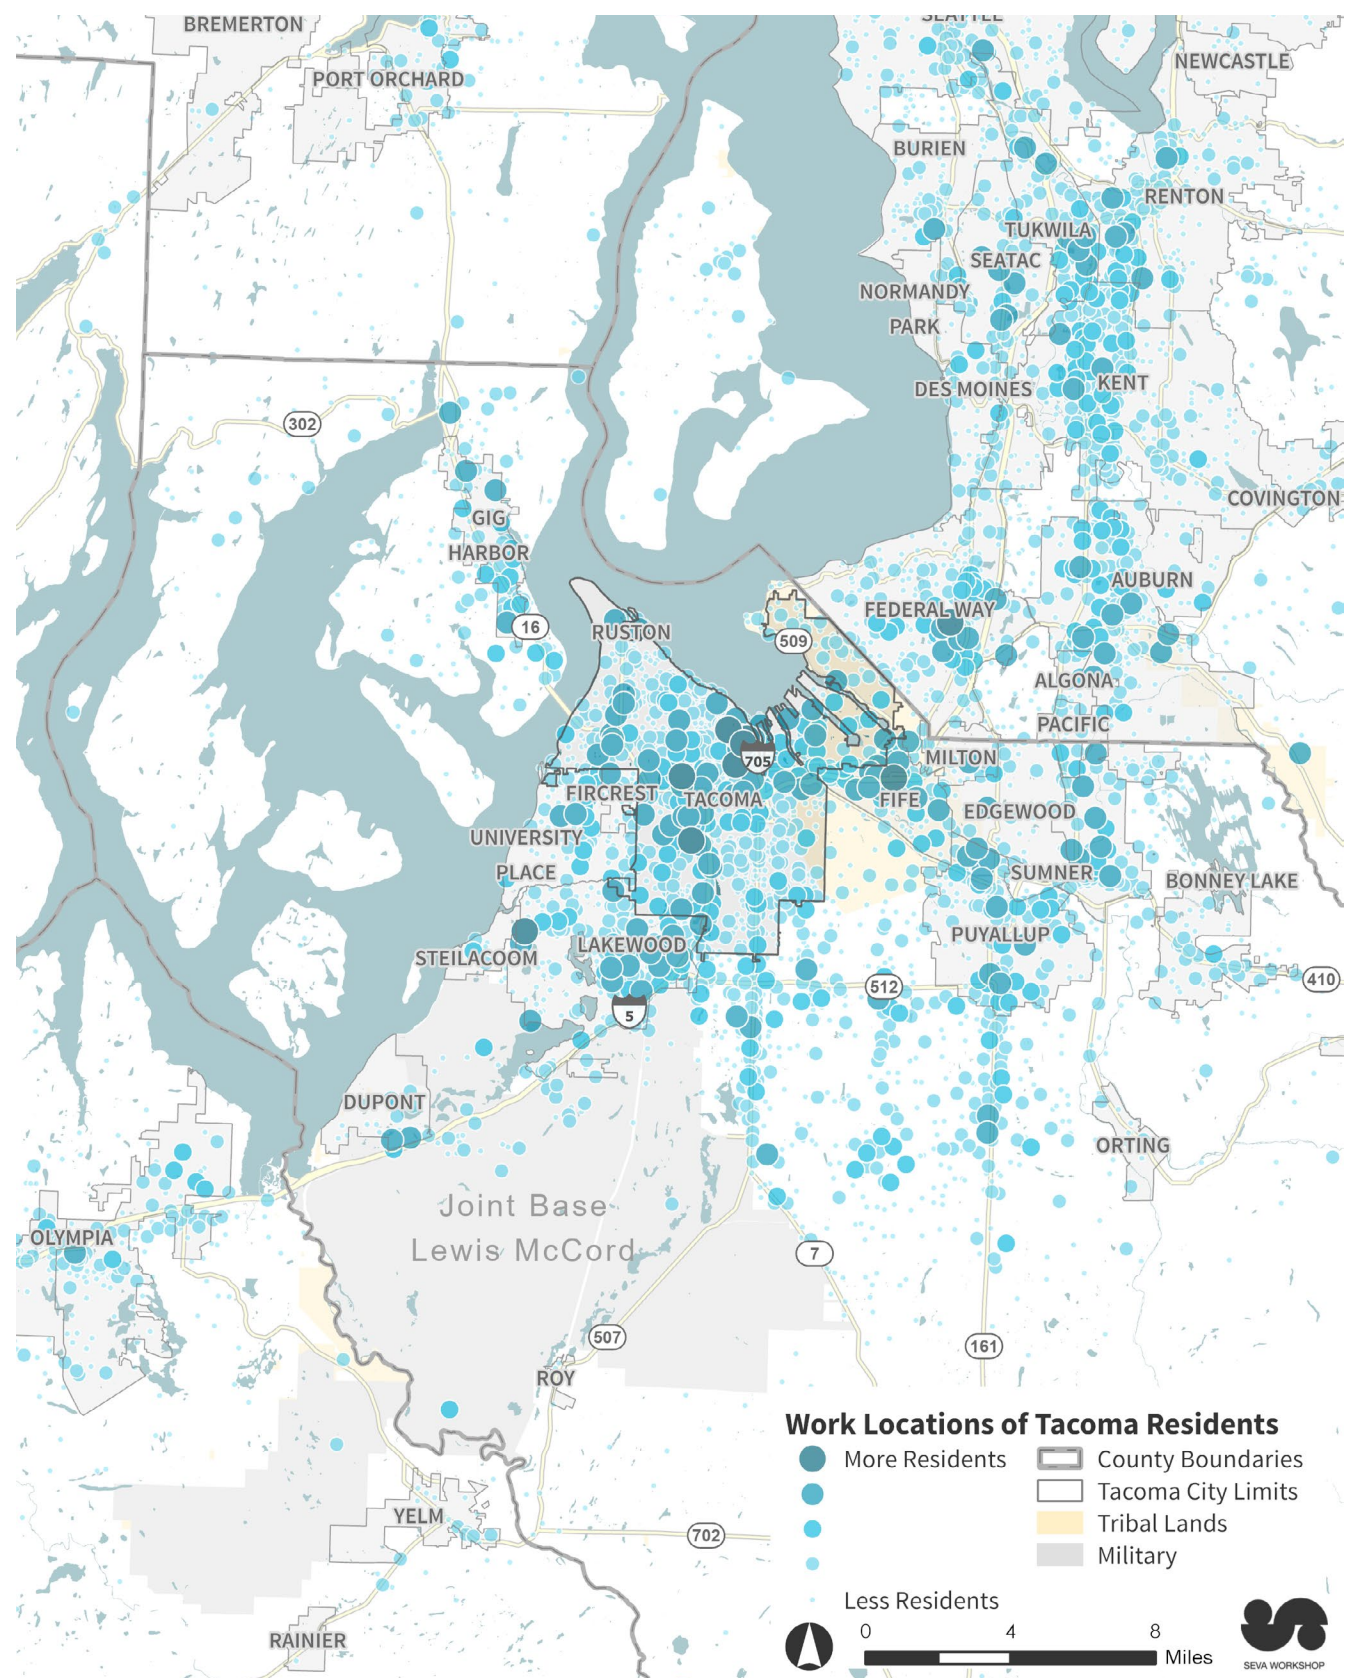 SEATTLE
BREMERTON
NEWCASTLE
PORT ORCHARD
BURIEN
RENTON
TUKWILA
SEATAC
NORMANDY
PARK
DES MOINES
KENT
302
COVINGTON
GIG
HARBOR
AUBURN
FEDERAL WAY
16
RUSTON
509
ALGONA
PACIFIC
705
MILTON
FIRCREST
TACOMA
FIFE
EDGEWOOD
UNIVERSITY
PLACE
SUMNER
BONNEY LAKE
PUYALLUP
LAKEWOOD
STEILACOOM
410
512
5
DUPONT
ORTING
Joint Base
Lewis McCord
OLYMPIA
7
507
161
ROY
YELM
702
RAINIER
Work Locations of Tacoma Residents
More Residents
Less Residents
County Boundaries
Tacoma City Limits
Tribal Lands
Military
0 4 8
Miles
SEVA WORKSHOP